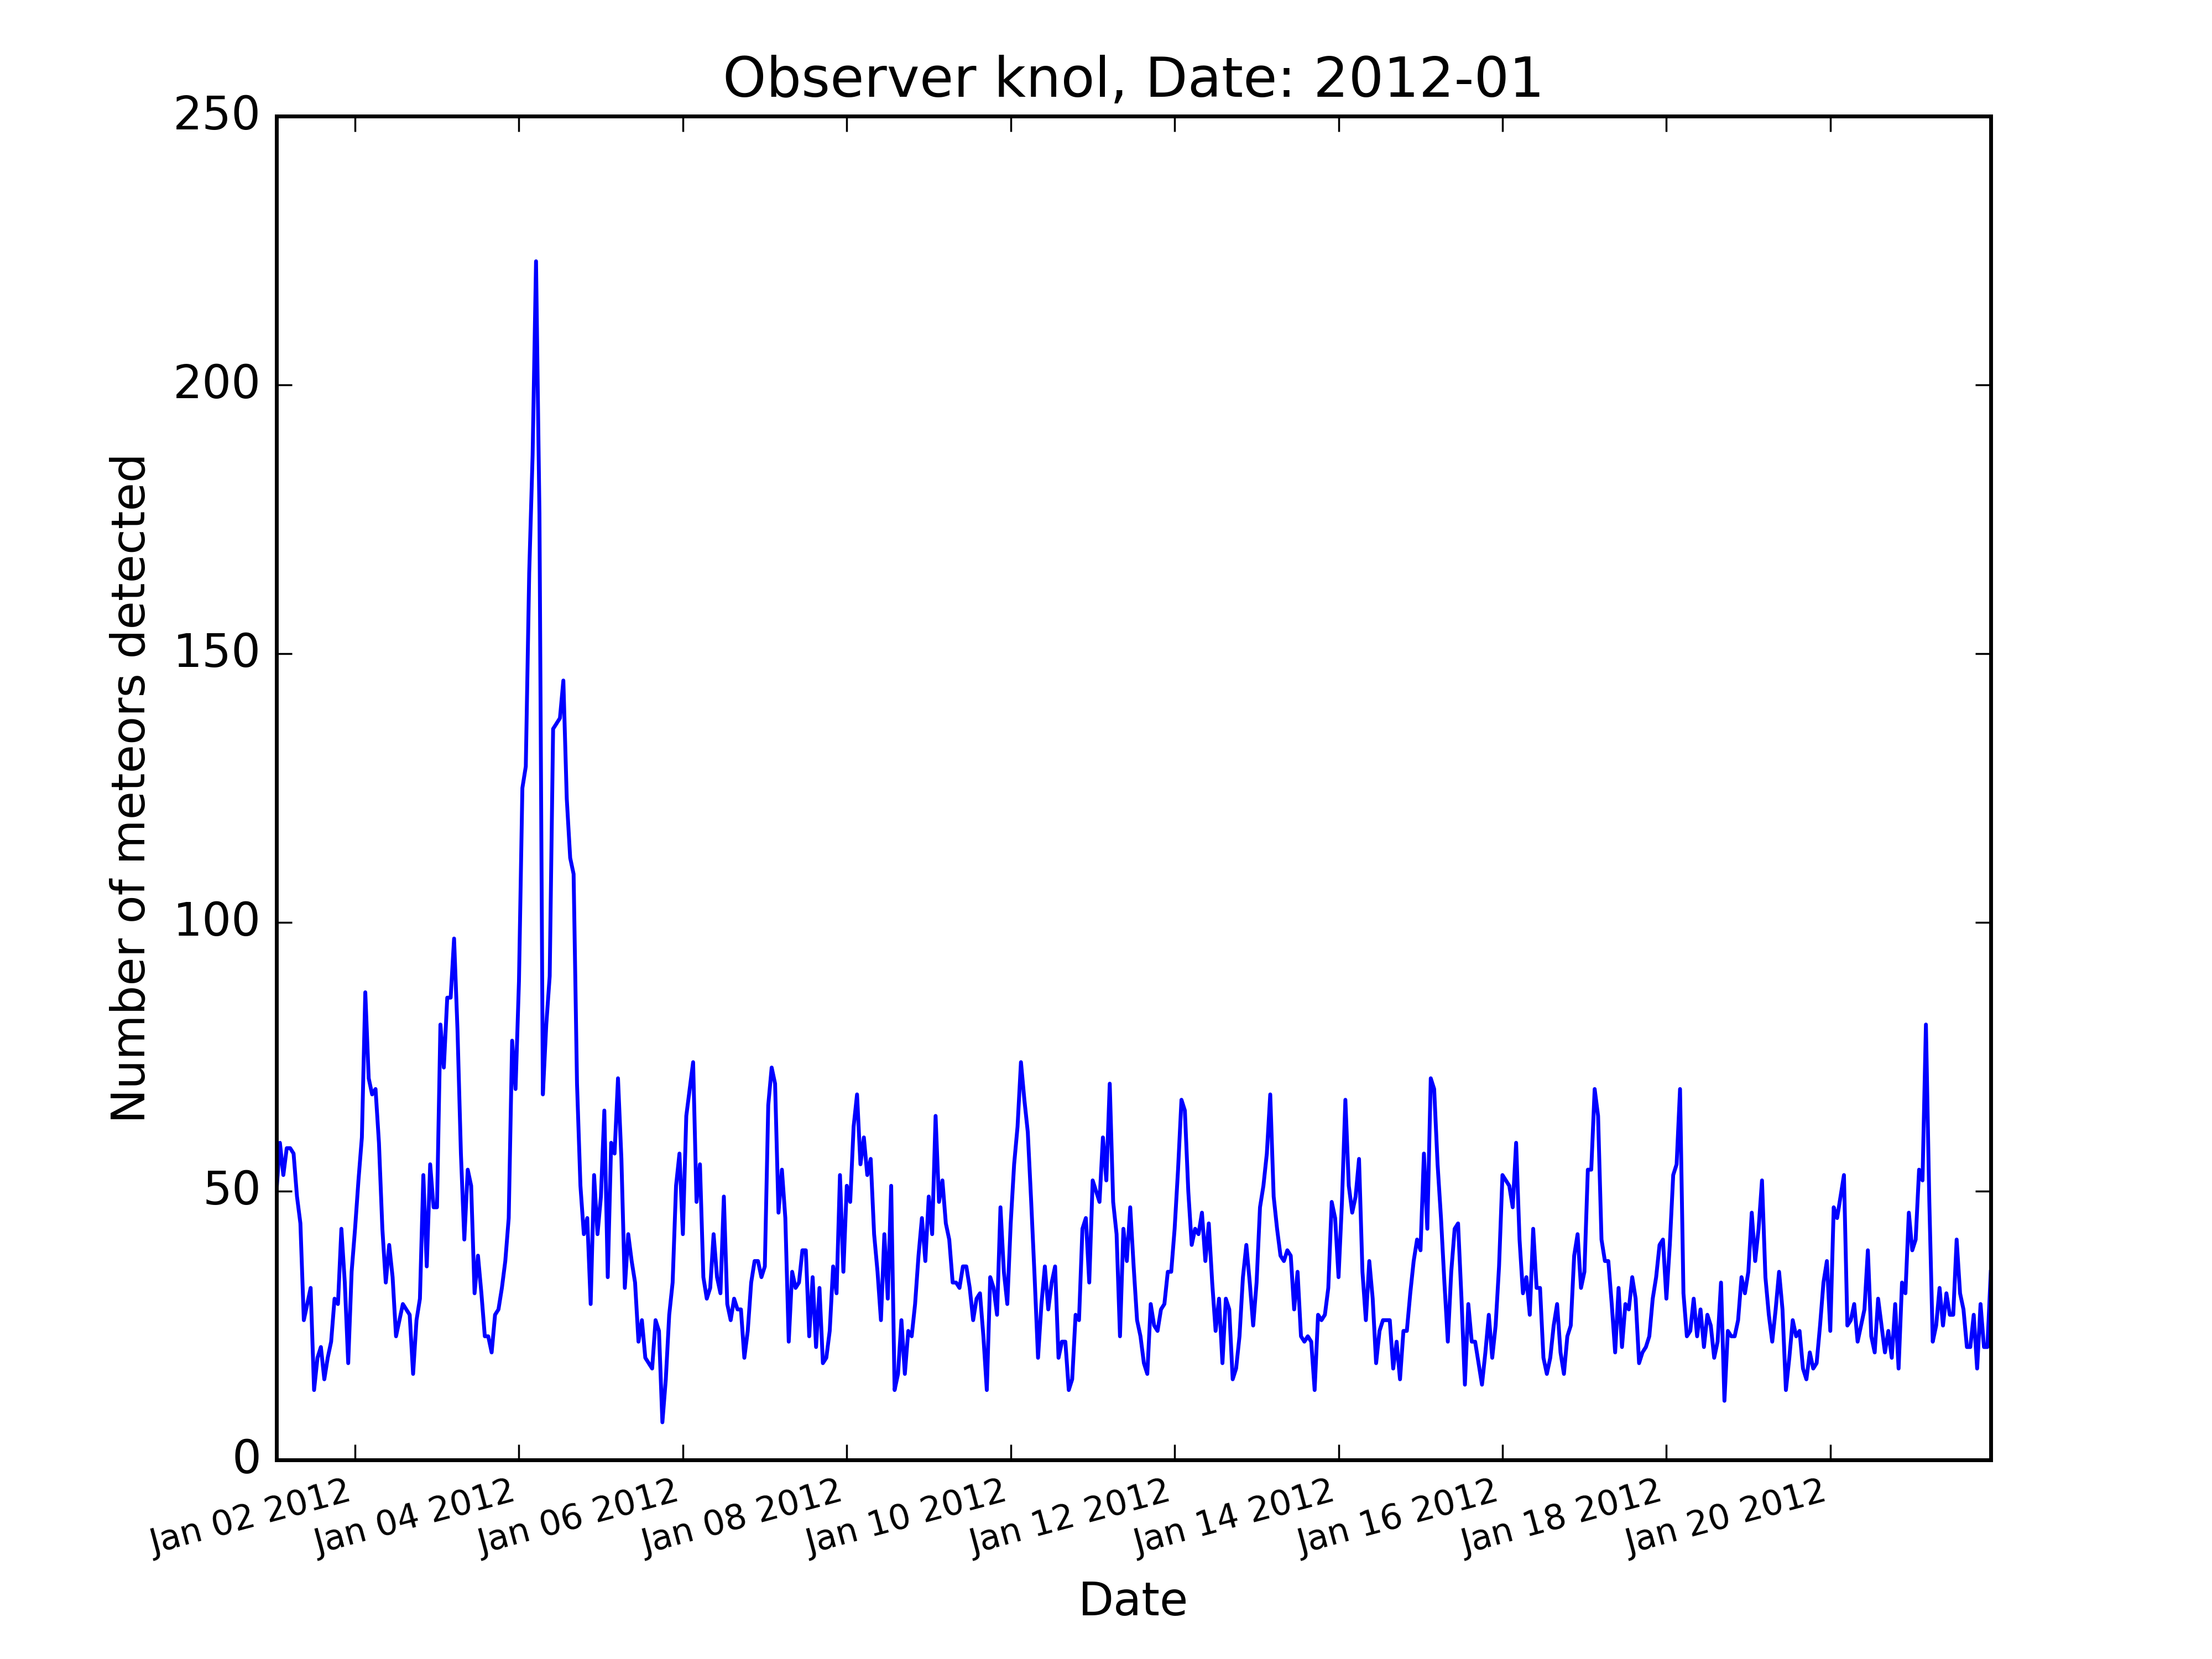 Observer knol, Date: 2012-01
250
200
150
100
50
0
Number of meteors detected
Jan 02 2012
Jan 04 2012
Jan 06 2012
Jan 08 2012
Jan 10 2012
Jan 12 2012
Jan 14 2012
Jan 16 2012
Jan 18 2012
Jan 20 2012
Date